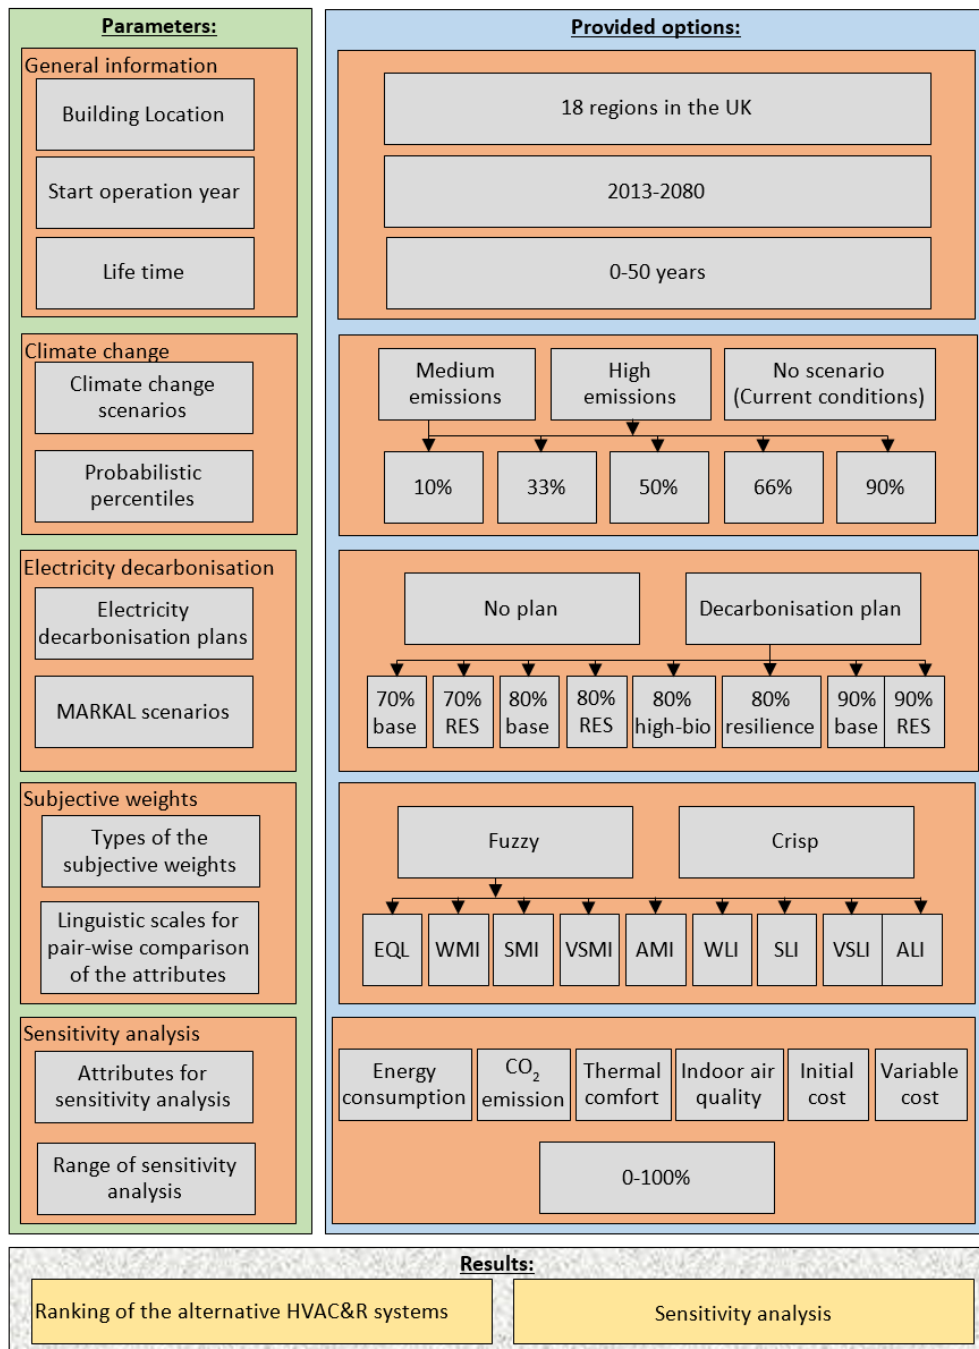 Parameters:
General information
Building Location
Start operation year
Life time
Climate change
Climate change
scenarios
Probabilistic
percentiles
Electricity decarbonisation
Electricity
decarbonisation plans
MARKAL scenarios
Subjective weights
Types of the
subjective weights
Linguistic scales for
pair-wise comparison
of the attributes
Sensitivity analysis
Attributes for
sensitivity analysis
Range of sensitivity
analysis
Provided options:
18 regions in the UK
2013-2080
0-50 years
Medium
emissions
High
emissions
No scenario
(Current conditions)
10%
33%
50%
66%
90%
No plan
Decarbonisation plan
70%
base
70%
RES
80%
base
80%
RES
80%
high-bio
80%
resilience
90%
base
90%
RES
Fuzzy
Crisp
EQL
WMI
SMI
VSMI
AMI
WLI
SLI
VSLI
ALI
Energy
consumption
CO2
emission
Thermal
comfort
Indoor air
quality
Initial
cost
Variable
cost
0-100%
Results:
Ranking of the alternative HVAC&R systems
Sensitivity analysis